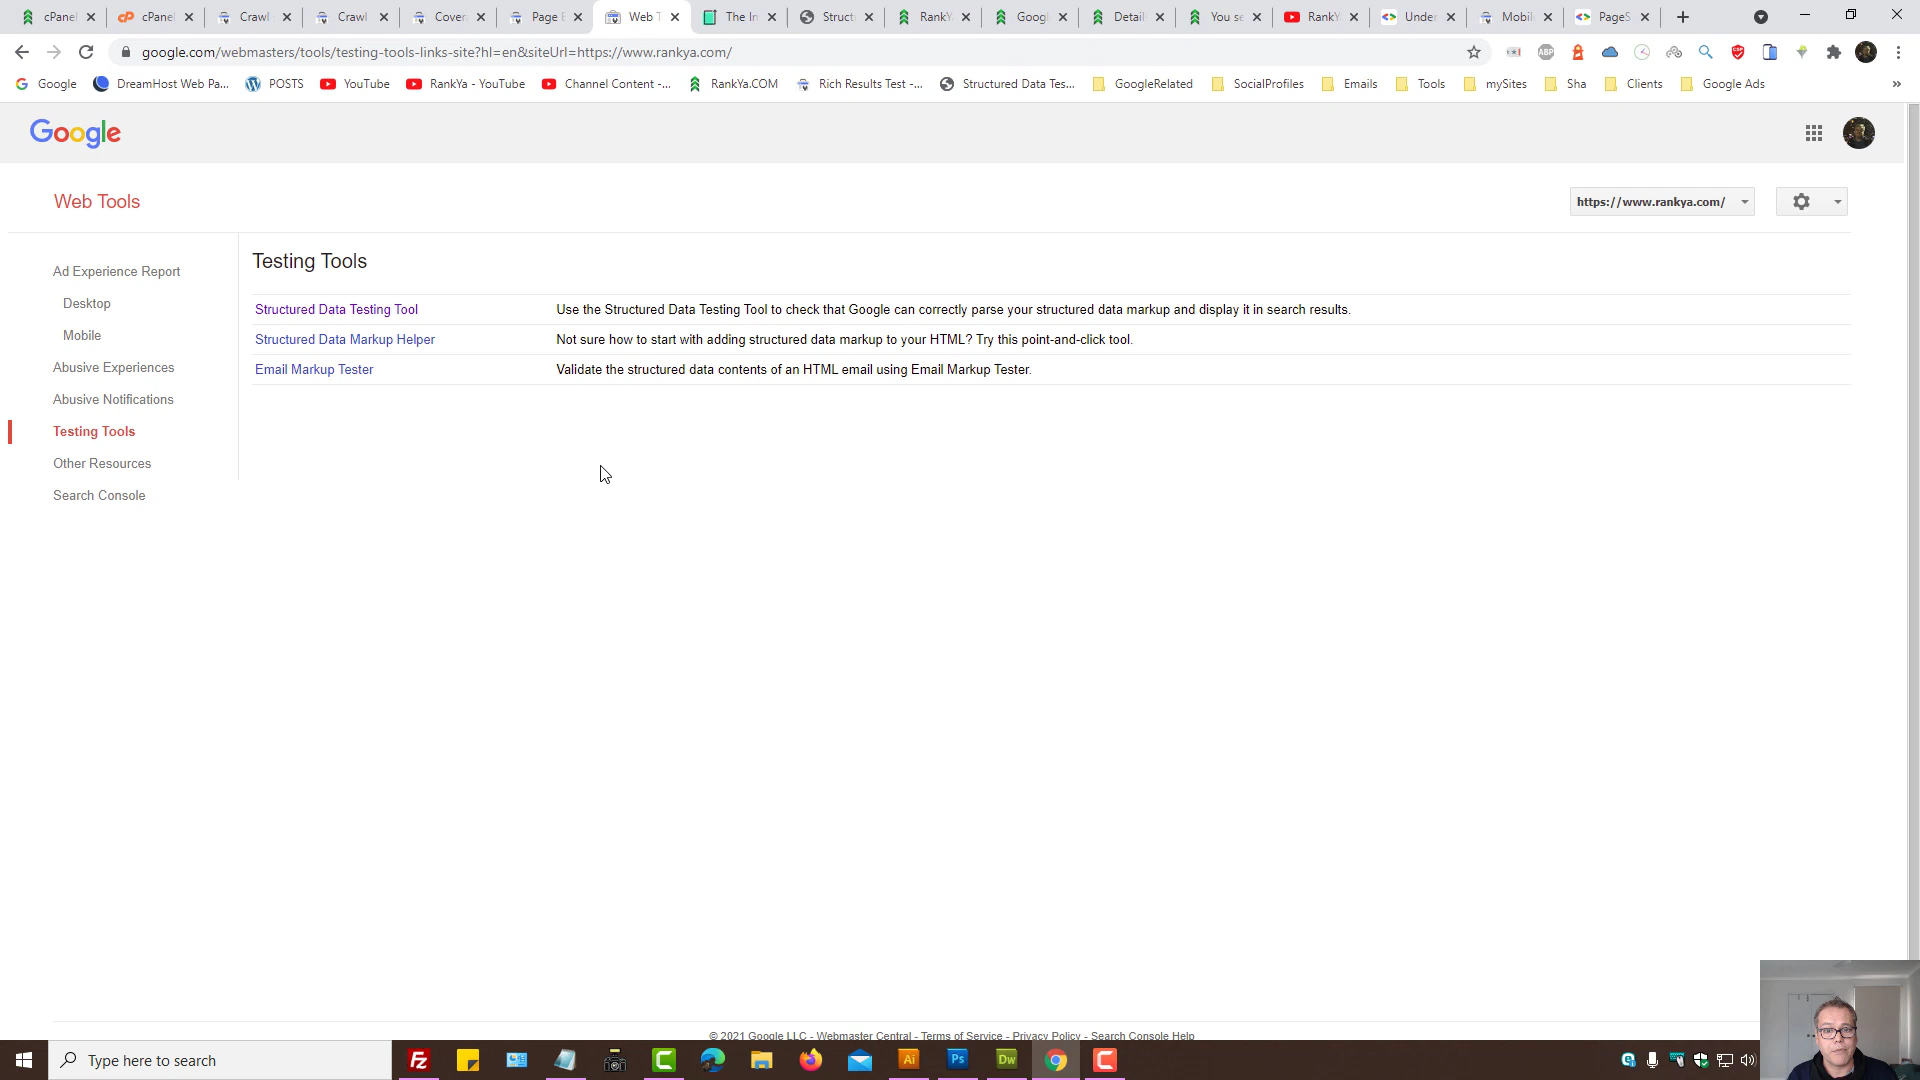 cPanel cPanel Crawl Crawl Cover Page E Web T The In Struct RankY Googl Detail You se RankY Under Mobil PageS
google.com/webmasters/tools/testing-tools-links-site?hl=en&siteUrl=https://www.rankya.com/
Google DreamHost Web Pa... POSTS YouTube RankYa - YouTube Channel Content -... RankYa.COM Rich Results Test -... Structured Data Tes... GoogleRelated SocialProfiles Emails Tools mySites Sha Clients Google Ads »
Google
Web Tools
https://www.rankya.com/
Ad Experience Report
Desktop
Mobile
Abusive Experiences
Abusive Notifications
Testing Tools
Other Resources
Search Console
Testing Tools
Structured Data Testing Tool Use the Structured Data Testing Tool to check that Google can correctly parse your structured data markup and display it in search results.
Structured Data Markup Helper Not sure how to start with adding structured data markup to your HTML? Try this point-and-click tool.
Email Markup Tester Validate the structured data contents of an HTML email using Email Markup Tester.
© 2021 Google LLC - Webmaster Central - Terms of Service - Privacy Policy - Search Console Help
Type here to search Fz Ai Ps Dw